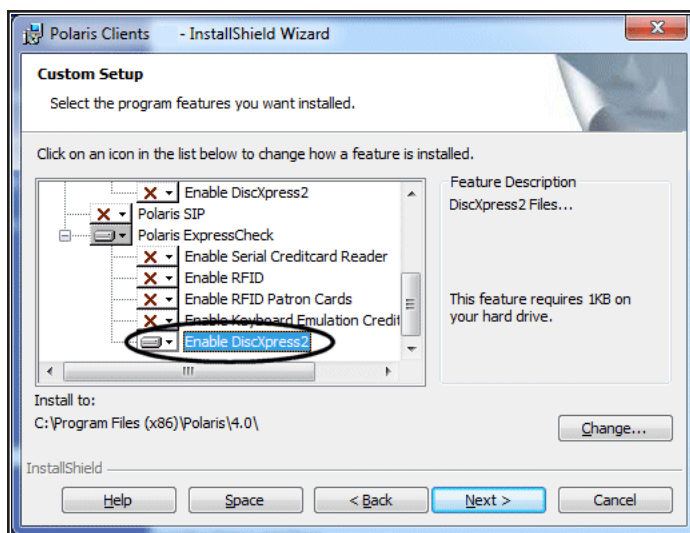 Polaris Clients - InstallShield Wizard
Custom Setup
Select the program features you want installed.
Click on an icon in the list below to change how a feature is installed.
Enable DiscXpress2
Polaris SIP
Polaris ExpressCheck
Enable Serial Creditcard Reader
Enable RFID
Enable RFID Patron Cards
Enable Keyboard Emulation Credit
Enable DiscXpress2
Feature Description
DiscXpress2 Files...
This feature requires 1KB on
your hard drive.
Install to:
C:\Program Files (x86)\Polaris\4.0\
Change...
InstallShield
Help
Space
< Back
Next >
Cancel